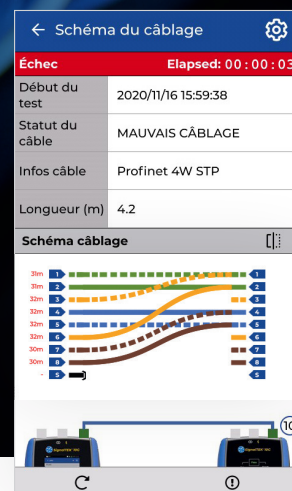 ← Schéma du câblage
Échec Elapsed: 00:00:03
Début du test 2020/11/16 15:59:38
Statut du câble MAUVAIS CÂBLAGE
Infos câble Profinet 4W STP
Longueur (m) 4.2
Schéma câblage
31m 1 1
31m 2 2
32m 3 3
32m 4 4
32m 5 5
32m 6 6
30m 7 7
30m 8 8
- S S
10